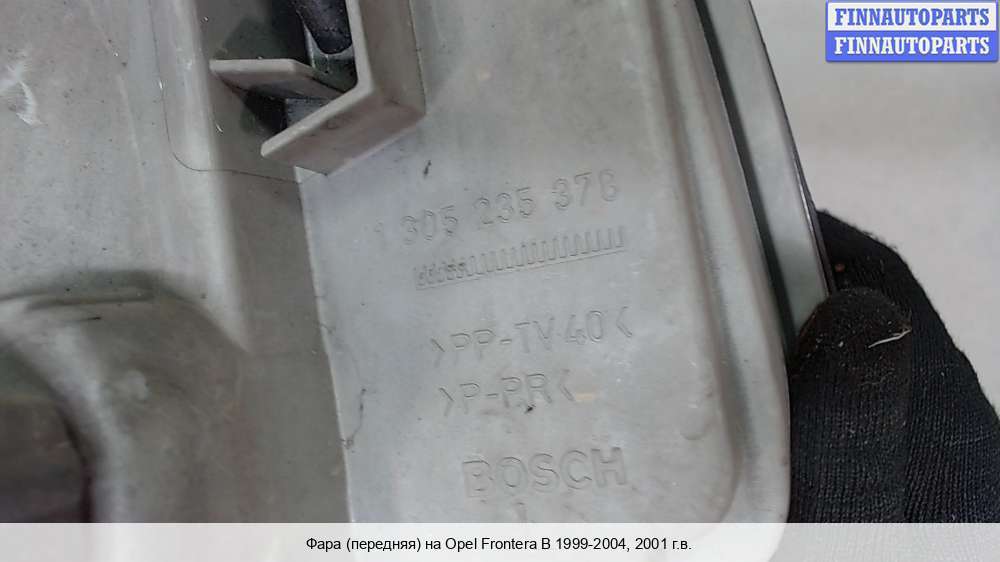 FINNAUTOPARTS
FINNAUTOPARTS
1 305 235 376
>PP-TV40<
>P-PR<
BOSCH
Фара (передняя) на Opel Frontera B 1999-2004, 2001 г.в.